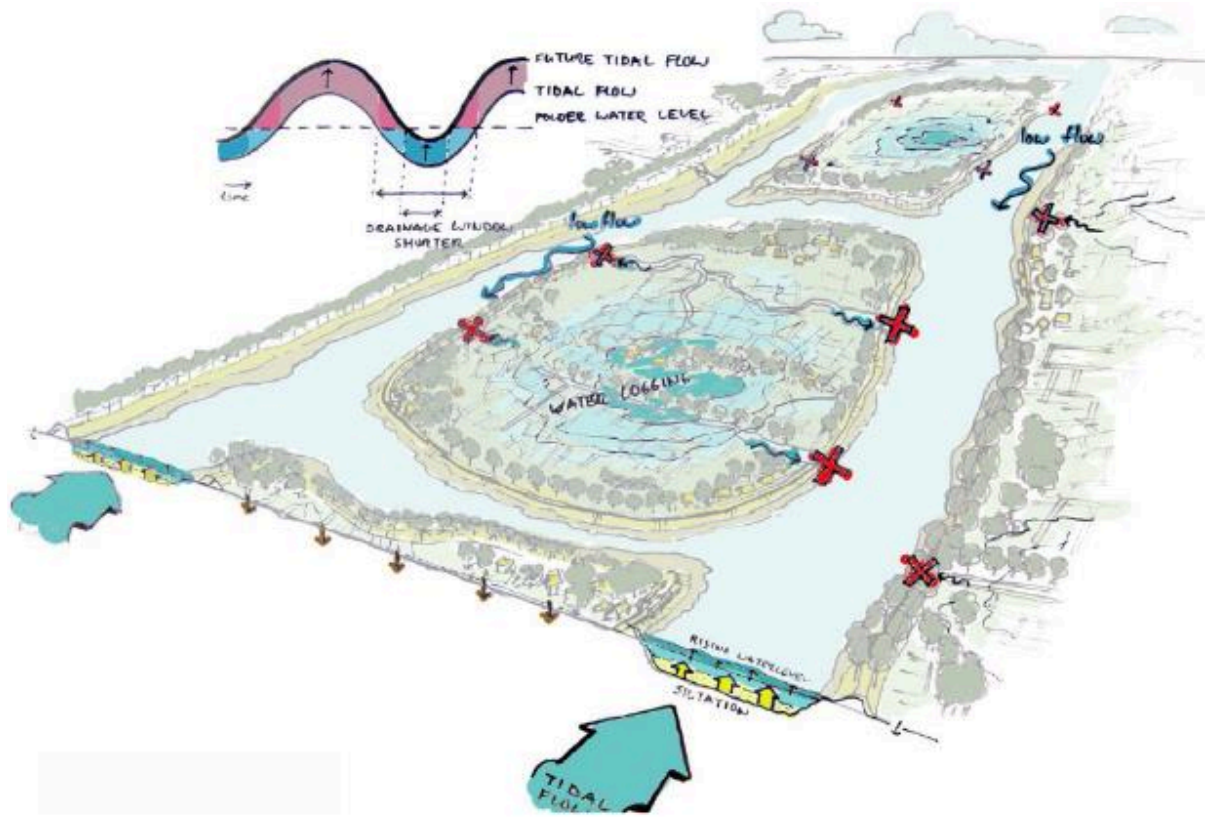 FUTURE TIDAL FLOW
TIDAL FLOW
POLDER WATER LEVEL
time
DRAINAGE WINDOW
SHORTER
low flow
low flow
WATER LOGGING
RISING WATERLEVEL
SILTATION
TIDAL
FLOW